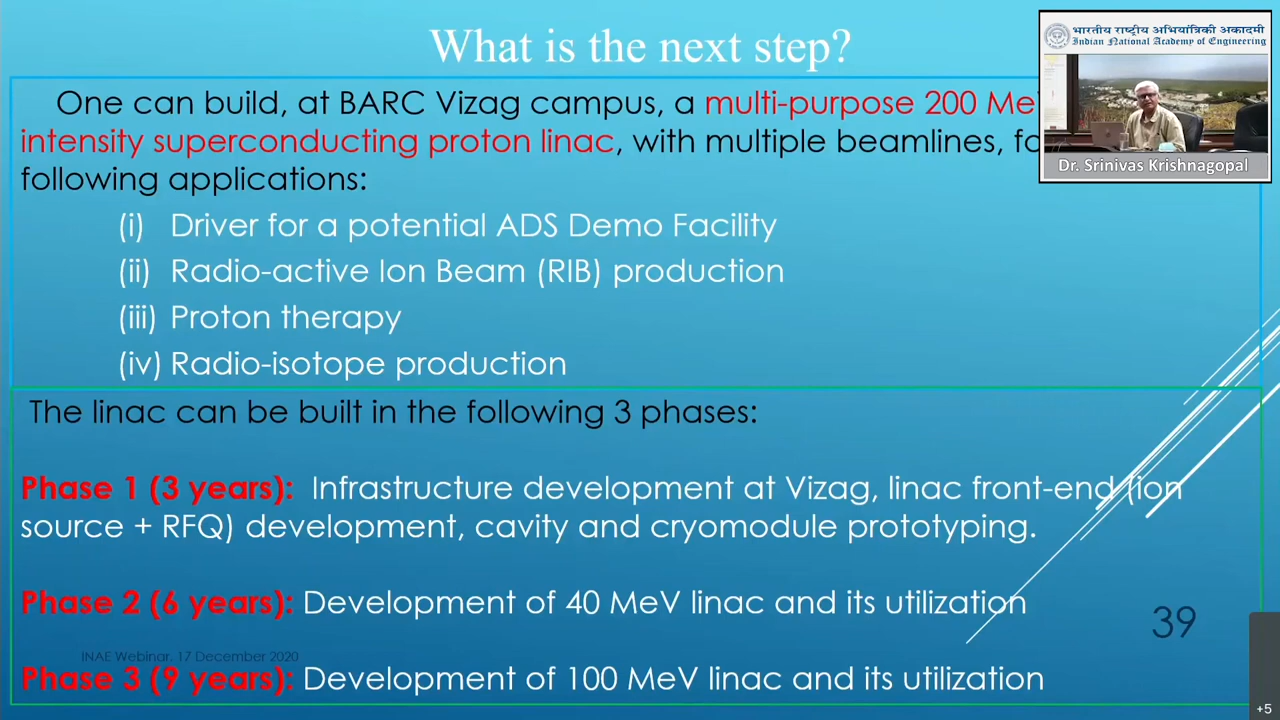 What is the next step?
भारतीय राष्ट्रीय अभियांत्रिकी अकादमी
Indian National Academy of Engineering
One can build, at BARC Vizag campus, a multi-purpose 200
intensity superconducting proton linac, with multiple beamlines,
following applications:
Dr. Srinivas Krishnagopal
(i) Driver for a potential ADS Demo Facility
(ii) Radio-active Ion Beam (RIB) production
(iii) Proton therapy
(iv) Radio-isotope production
The linac can be built in the following 3 phases:
Phase 1 (3 years): Infrastructure development at Vizag, linac front-end (ion
source + RFQ) development, cavity and cryomodule prototyping.
Phase 2 (6 years): Development of 40 MeV linac and its utilization
39
INAE Webinar, 17 December 2020
Phase 3 (9 years): Development of 100 MeV linac and its utilization
+5